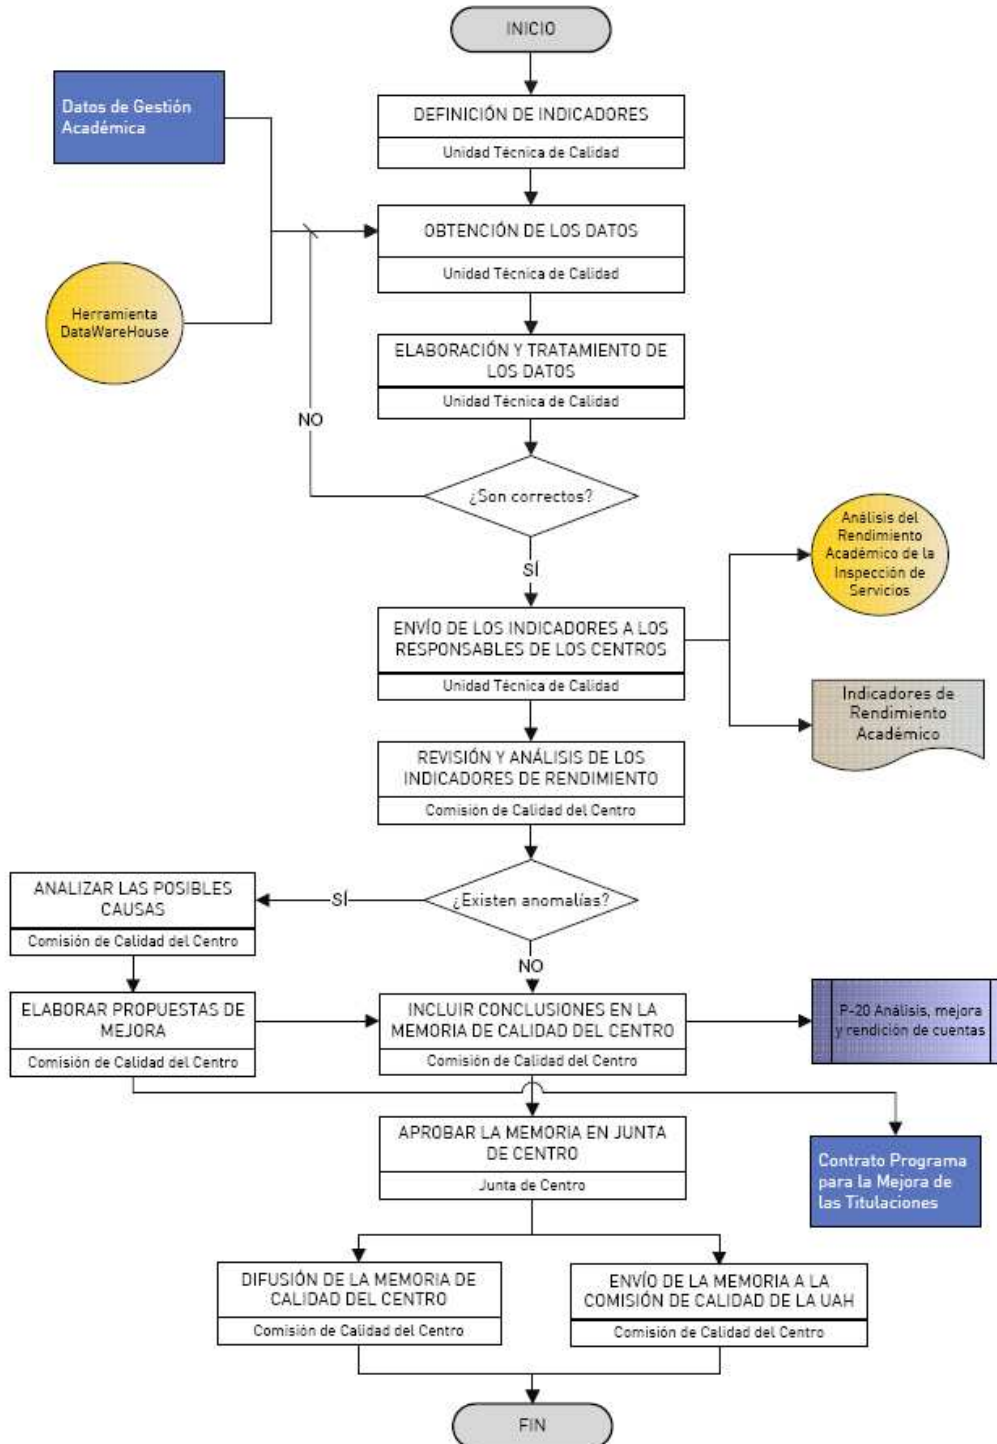 INICIO
Datos de Gestión
Académica
DEFINICIÓN DE INDICADORES
Unidad Técnica de Calidad
OBTENCIÓN DE LOS DATOS
Unidad Técnica de Calidad
Herramienta
DataWareHouse
ELABORACIÓN Y TRATAMIENTO DE
LOS DATOS
Unidad Técnica de Calidad
NO
¿Son correctos?
SÍ
Análisis del
Rendimiento
Académico de la
Inspección de
Servicios
ENVÍO DE LOS INDICADORES A LOS
RESPONSABLES DE LOS CENTROS
Unidad Técnica de Calidad
Indicadores de
Rendimiento
Académico
REVISIÓN Y ANÁLISIS DE LOS
INDICADORES DE RENDIMIENTO
Comisión de Calidad del Centro
¿Existen anomalías?
SÍ
ANALIZAR LAS POSIBLES
CAUSAS
Comisión de Calidad del Centro
NO
ELABORAR PROPUESTAS DE
MEJORA
Comisión de Calidad del Centro
INCLUIR CONCLUSIONES EN LA
MEMORIA DE CALIDAD DEL CENTRO
Comisión de Calidad del Centro
P-20 Análisis, mejora
y rendición de cuentas
APROBAR LA MEMORIA EN JUNTA
DE CENTRO
Junta de Centro
Contrato Programa
para la Mejora de
las Titulaciones
DIFUSIÓN DE LA MEMORIA DE
CALIDAD DEL CENTRO
Comisión de Calidad del Centro
ENVÍO DE LA MEMORIA A LA
COMISIÓN DE CALIDAD DE LA UAH
Comisión de Calidad del Centro
FIN